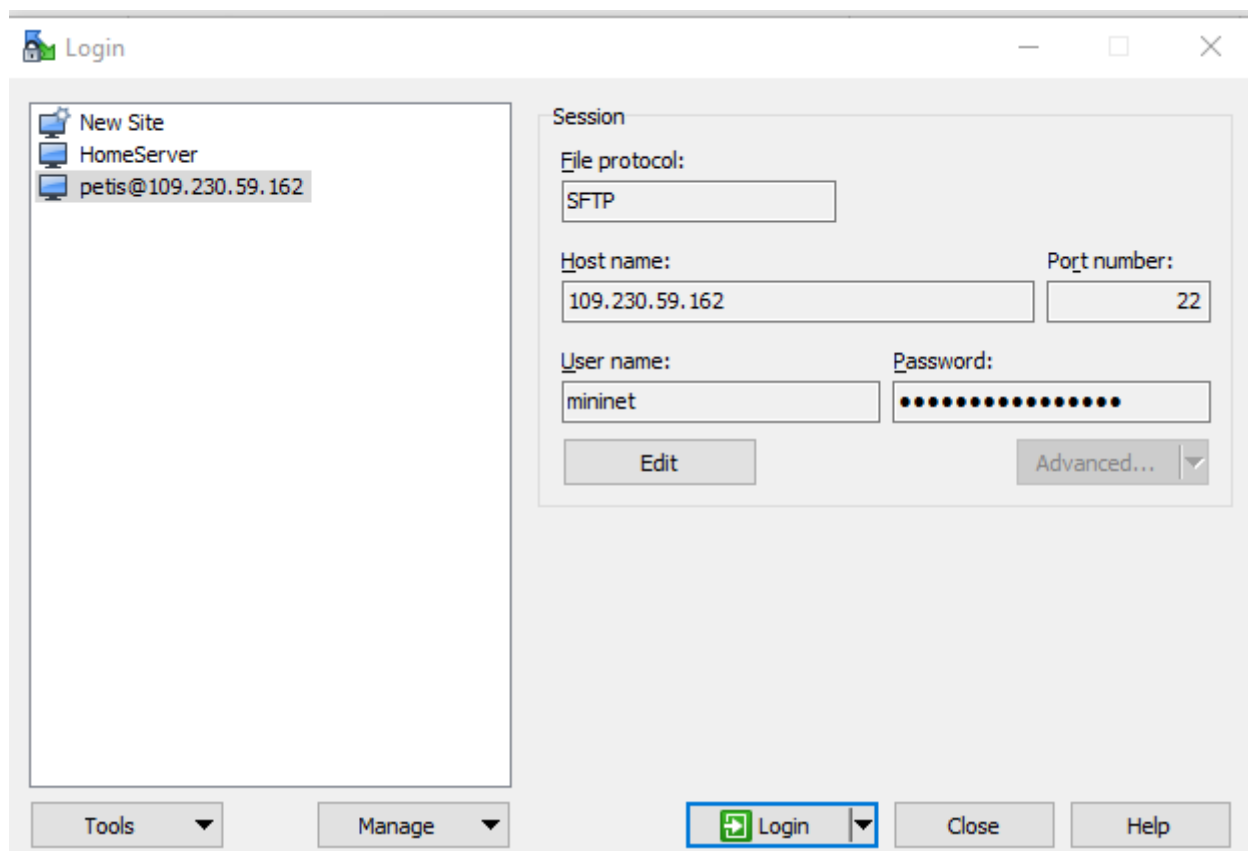 Login
New Site
HomeServer
petis@109.230.59.162
Session
File protocol:
SFTP
Host name:
Port number:
109.230.59.162
22
User name:
Password:
mininet
••••••••••••••••
Edit
Advanced...
Tools
Manage
Login
Close
Help